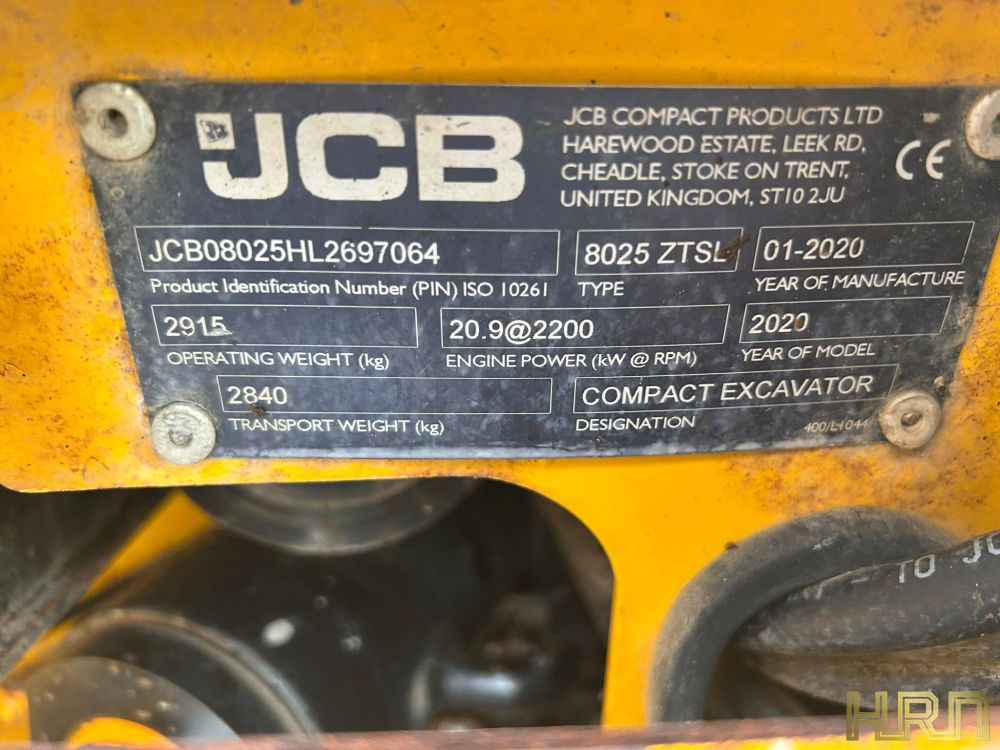 JCB
JCB COMPACT PRODUCTS LTD
HAREWOOD ESTATE, LEEK RD,
CHEADLE, STOKE ON TRENT,
UNITED KINGDOM, ST10 2JU
CE
JCB08025HL2697064
Product Identification Number (PIN) ISO 10261
8025 ZTSL
TYPE
01-2020
YEAR OF MANUFACTURE
2915
OPERATING WEIGHT (kg)
20.9@2200
ENGINE POWER (kW @ RPM)
2020
YEAR OF MODEL
2840
TRANSPORT WEIGHT (kg)
COMPACT EXCAVATOR
DESIGNATION
- 10 JC
HRN